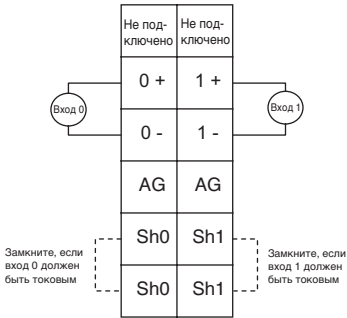 Не под-
ключено
Не под-
ключено
0 +
1 +
Вход 0
Вход 1
0 -
1 -
AG
AG
Sh0
Sh1
Замкните, если
вход 0 должен
быть токовым
Замкните, если
вход 1 должен
быть токовым
Sh0
Sh1